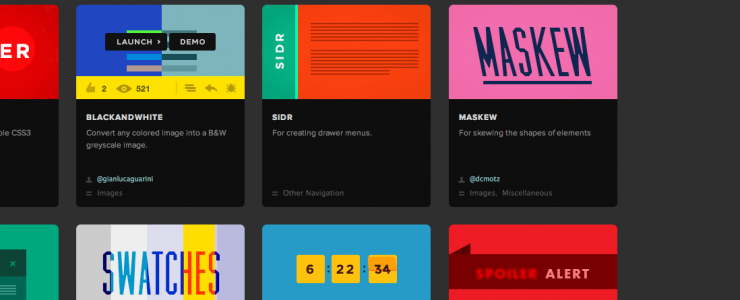 ER
ple CSS3
LAUNCH ›
DEMO
2
521
BLACKANDWHITE
Convert any colored image into a B&W
greyscale image.
@gianlucaguarini
Images
SIDR
SIDR
For creating drawer menus.
Other Navigation
MASKEW
MASKEW
For skewing the shapes of elements
@dcmotz
Images, Miscellaneous
×
SWATCHES
6 : 22 : 34
SPOILER ALERT